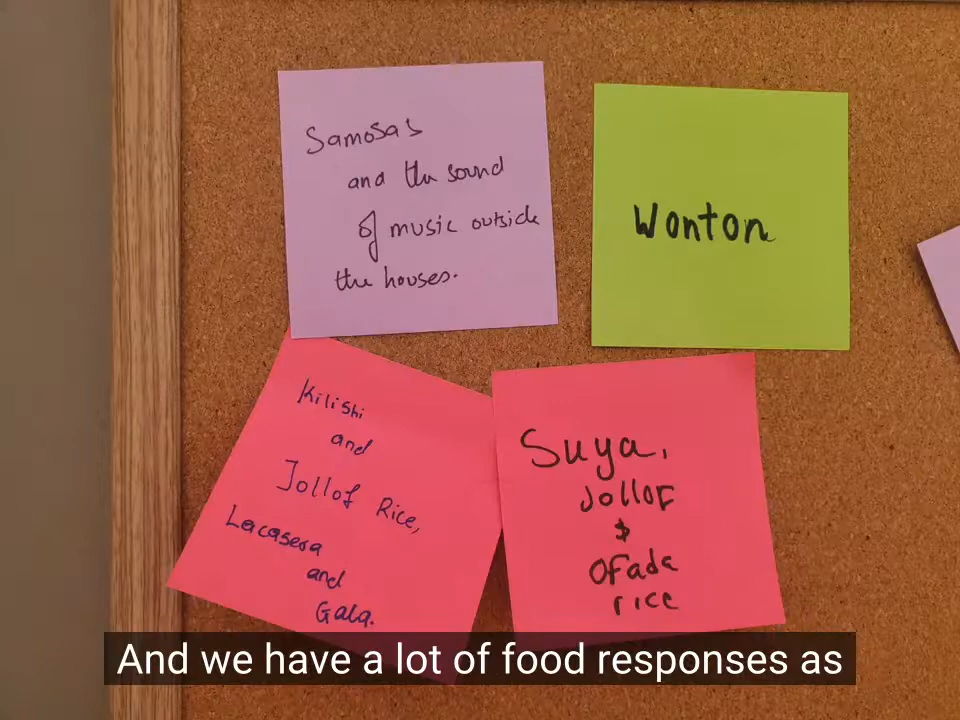 Samosas
and the sound
of music outside
the houses.
Wonton
Kilishi
and
Jollof Rice,
Lacasera
and
Gala.
Suya,
Jollof
$
Ofada
rice
And we have a lot of food responses as